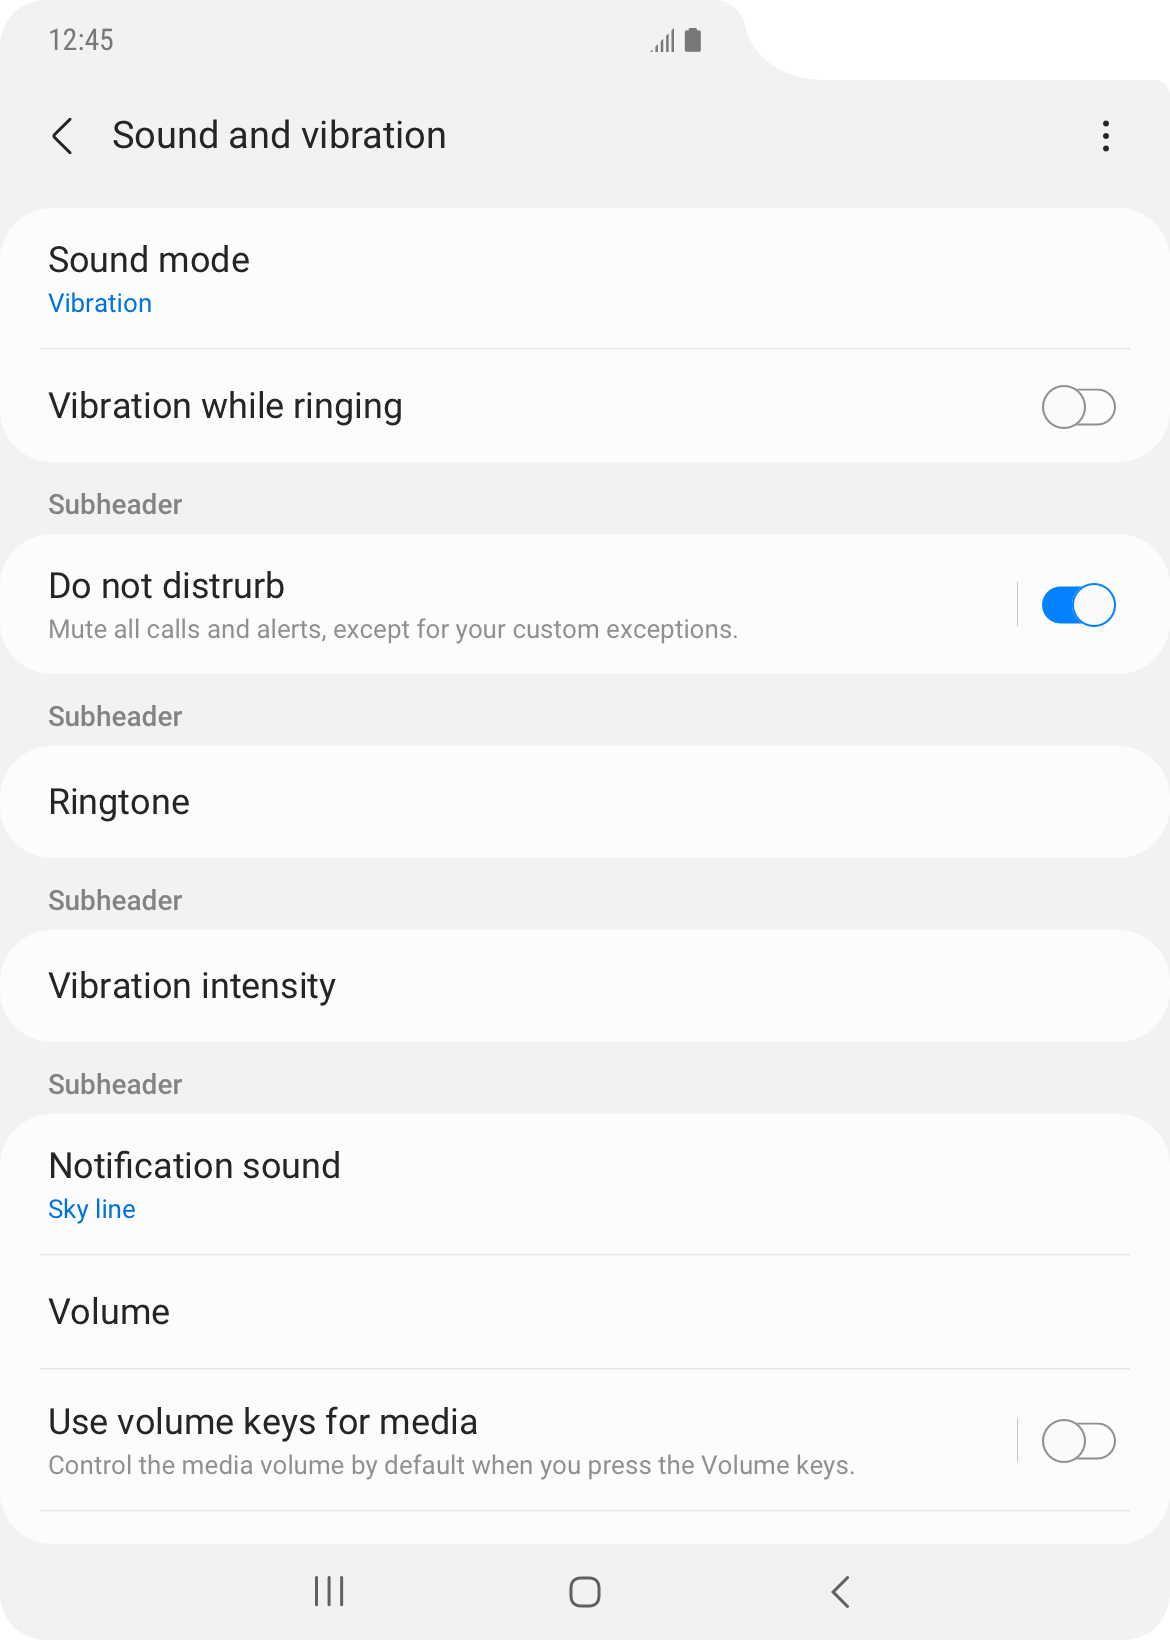 12:45
Sound and vibration
Sound mode
Vibration
Vibration while ringing
Subheader
Do not distrurb
Mute all calls and alerts, except for your custom exceptions.
Subheader
Ringtone
Subheader
Vibration intensity
Subheader
Notification sound
Sky line
Volume
Use volume keys for media
Control the media volume by default when you press the Volume keys.